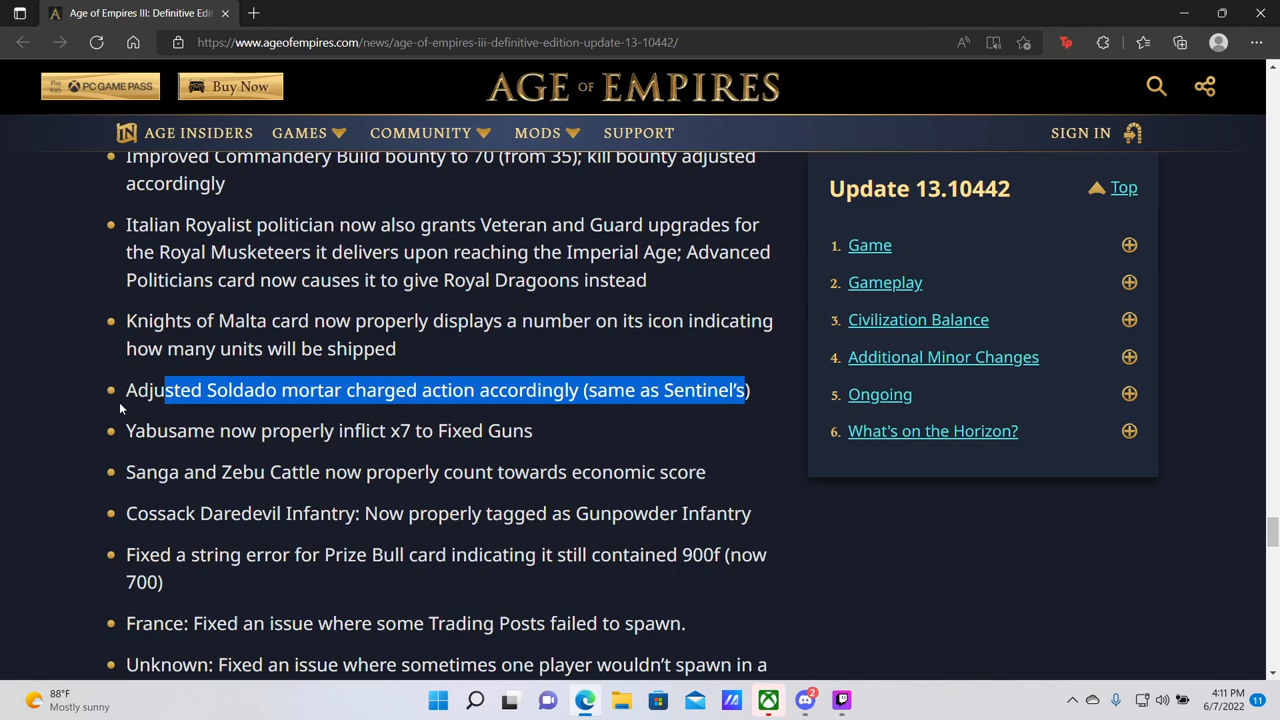 Age of Empires III: Definitive Edi
https://www.ageofempires.com/news/age-of-empires-iii-definitive-edition-update-13-10442/
PC GAME PASS
Buy Now
AGE OF EMPIRES
AGE INSIDERS
GAMES
COMMUNITY
MODS
SUPPORT
SIGN IN
Improved Commandery Build bounty to 70 (from 35); kill bounty adjusted
accordingly
Italian Royalist politician now also grants Veteran and Guard upgrades for
the Royal Musketeers it delivers upon reaching the Imperial Age; Advanced
Politicians card now causes it to give Royal Dragoons instead
Knights of Malta card now properly displays a number on its icon indicating
how many units will be shipped
Adjusted Soldado mortar charged action accordingly (same as Sentinel’s)
Yabusame now properly inflict x7 to Fixed Guns
Sanga and Zebu Cattle now properly count towards economic score
Cossack Daredevil Infantry: Now properly tagged as Gunpowder Infantry
Fixed a string error for Prize Bull card indicating it still contained 900f (now
700)
France: Fixed an issue where some Trading Posts failed to spawn.
Unknown: Fixed an issue where sometimes one player wouldn’t spawn in a
Update 13.10442
Top
1. Game
2. Gameplay
3. Civilization Balance
4. Additional Minor Changes
5. Ongoing
6. What's on the Horizon?
88°F
Mostly sunny
2
4:11 PM
6/7/2022
11